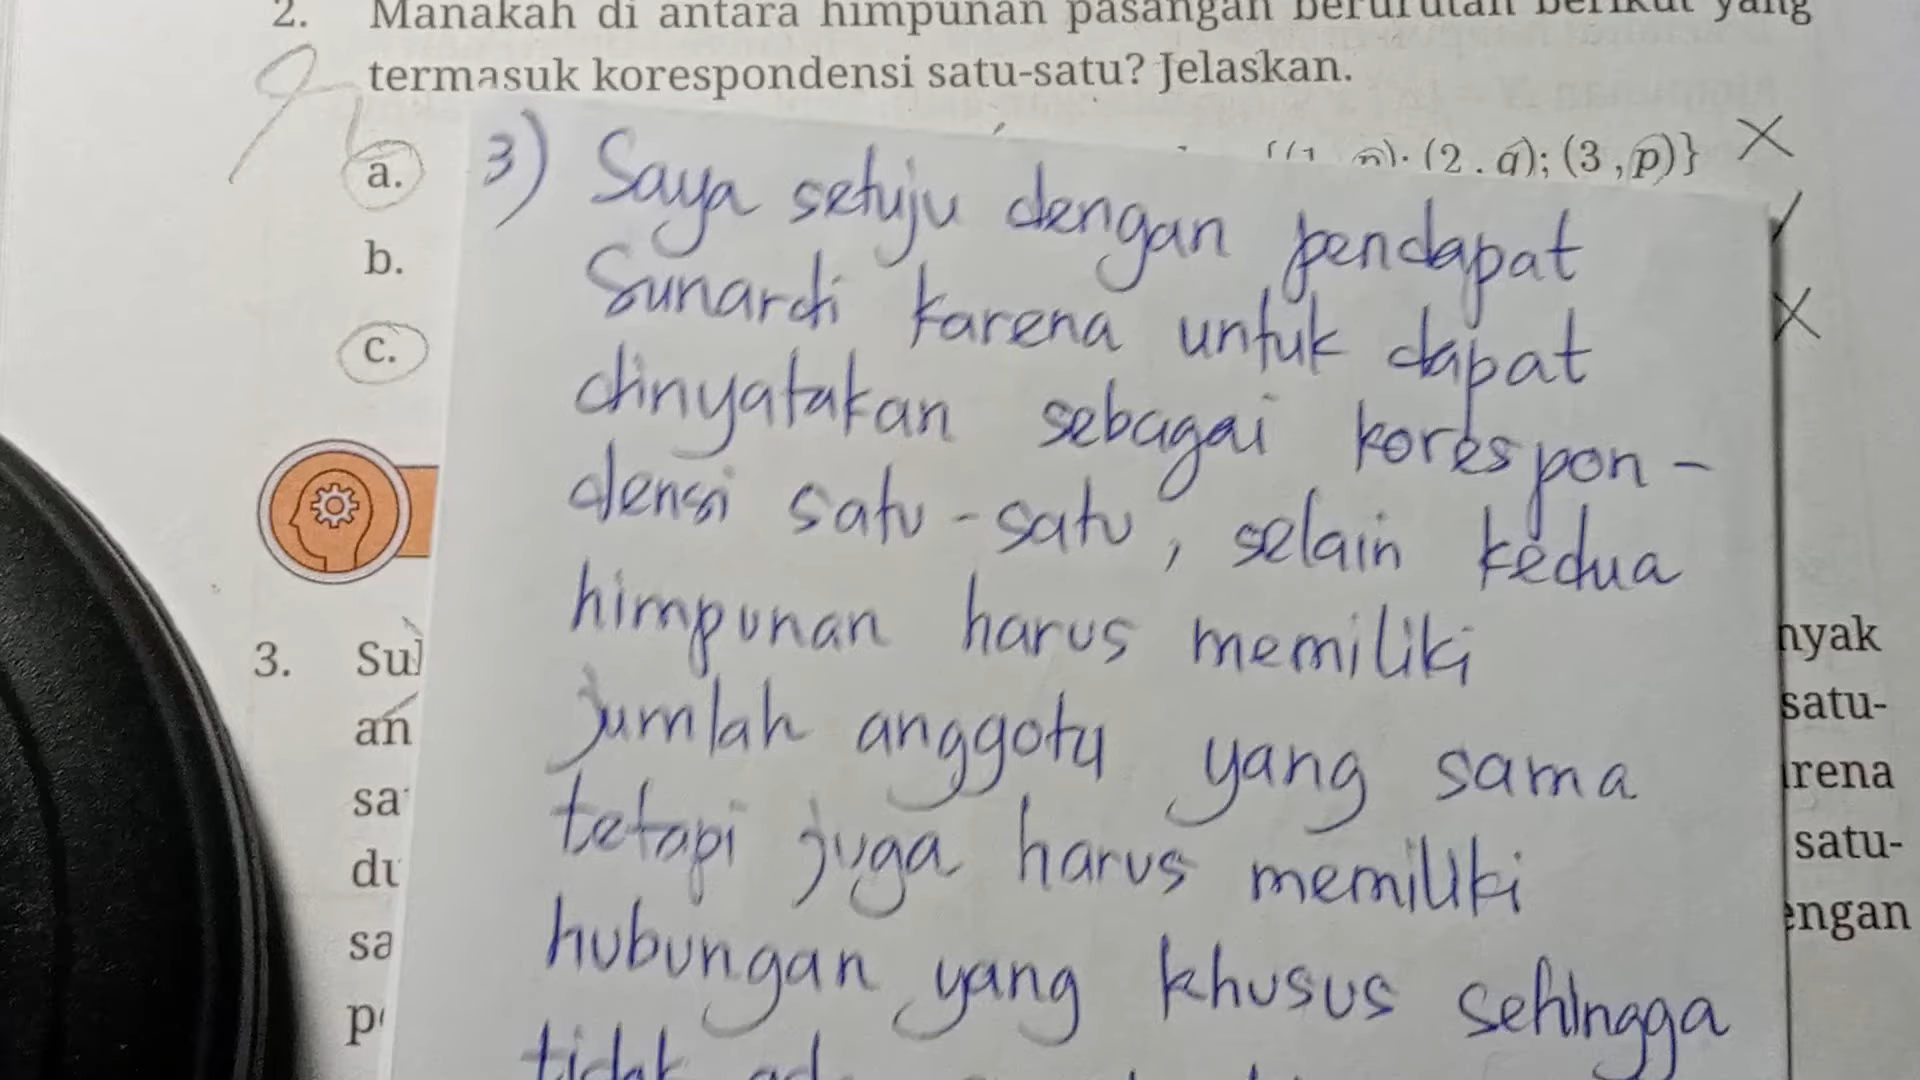 2. Manakah di antara himpunan pasangan berurutan berikut yang
termasuk korespondensi satu-satu? Jelaskan.
a.
(2, a); (3, p)}
b.
c.
3) Saya setuju dengan pendapat
Sunardi karena untuk dapat
dinyatakan sebagai korespon-
densi satu-satu, selain kedua
himpunan harus memiliki
jumlah anggota yang sama
tetapi juga harus memiliki
hubungan yang khusus sehingga
tidak
3.
an
nyak
satu-
satu-